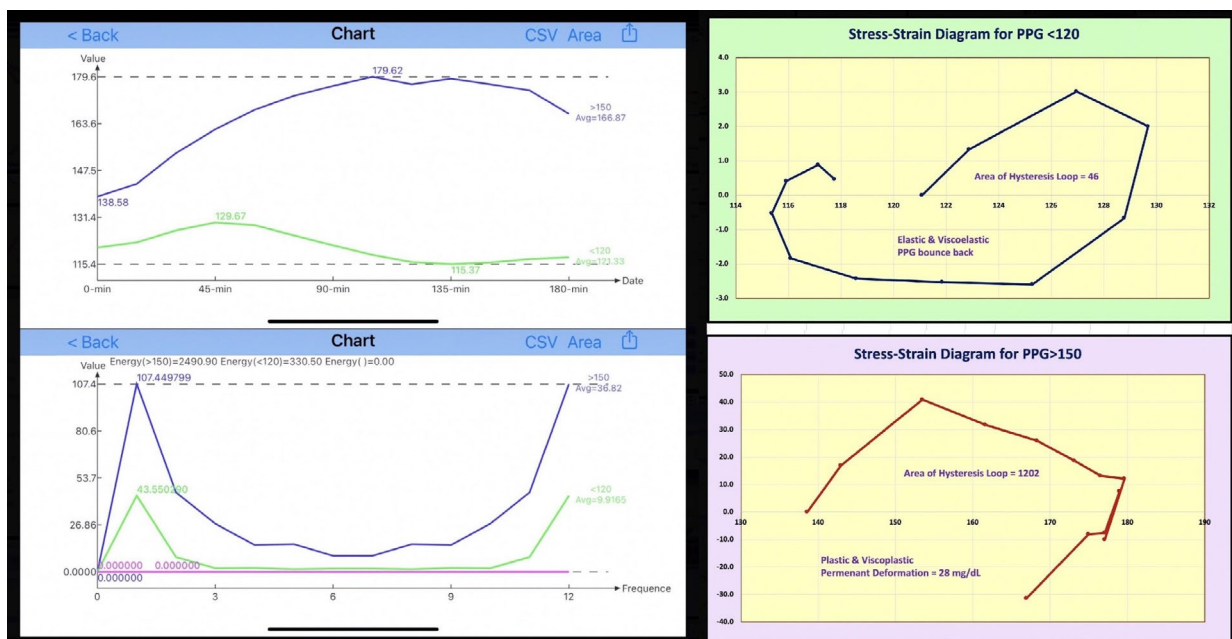 < Back Chart CSV Area
Value
179.6
163.6
147.5
131.4
115.4
179.62
138.58
129.67
115.37
>150
Avg=166.87
<120
Avg=121.33
0-min 45-min 90-min 135-min 180-min
Date
< Back Chart CSV Area
Energy(>150)=2490.90 Energy(<120)=330.50 Energy( )=0.00
Value
107.4
80.6
53.7
26.86
0.0000
107.449799
43.550290
0.000000 0.000000
0.000000
>150
Avg=36.82
<120
Avg=9.9165
0 3 6 9 12
Frequence
Stress-Strain Diagram for PPG <120
4.0
3.0
2.0
1.0
0.0
-1.0
-2.0
-3.0
114 116 118 120 122 124 126 128 130 132
Area of Hysteresis Loop = 46
Elastic & Viscoelastic
PPG bounce back
Stress-Strain Diagram for PPG>150
50.0
40.0
30.0
20.0
10.0
0.0
-10.0
-20.0
-30.0
-40.0
130 140 150 160 170 180 190
Area of Hysteresis Loop = 1202
Plastic & Viscoplastic
Permenant Deformation = 28 mg/dL